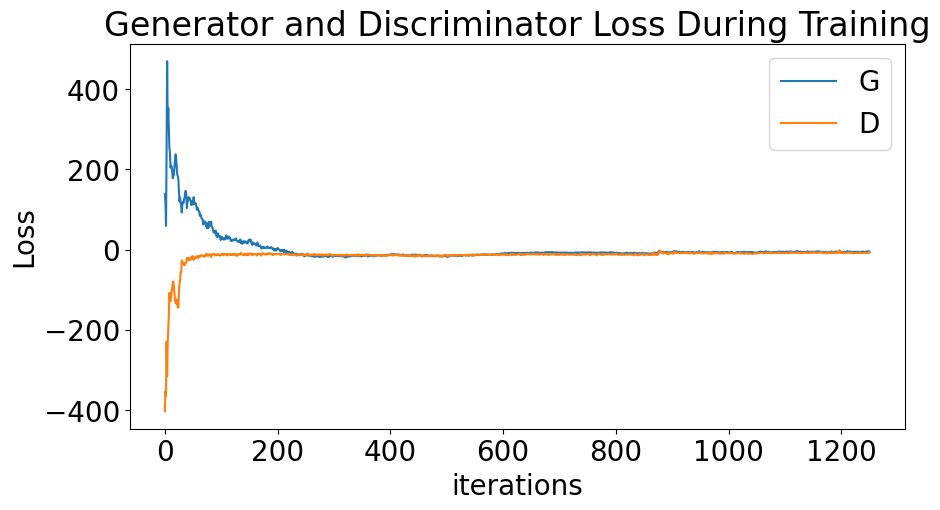 Generator and Discriminator Loss During Training
G
D
400
200
0
−200
−400
Loss
0 200 400 600 800 1000 1200
iterations